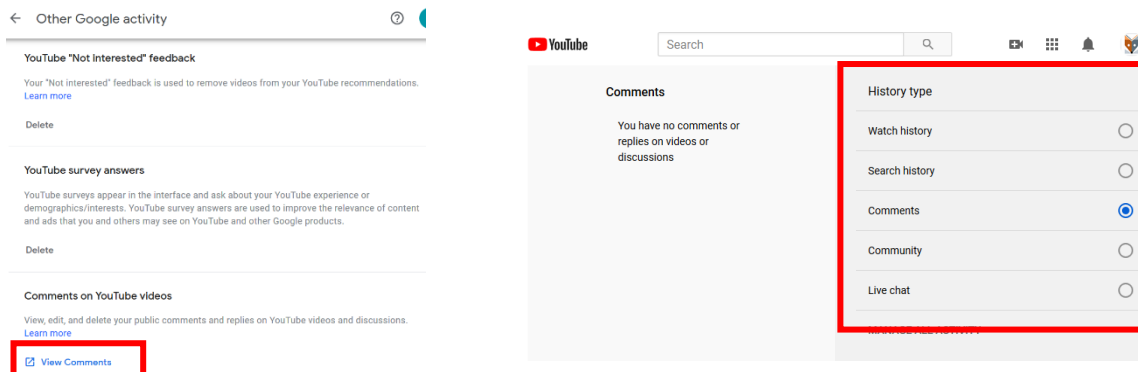 Other Google activity
YouTube "Not interested" feedback
Your "Not interested" feedback is used to remove videos from your YouTube recommendations.
Learn more
Delete
YouTube survey answers
YouTube surveys appear in the interface and ask about your YouTube experience or
demographics/interests. YouTube survey answers are used to improve the relevance of content
and ads that you and others may see on YouTube and other Google products.
Delete
Comments on YouTube videos
View, edit, and delete your public comments and replies on YouTube videos and discussions.
Learn more
View Comments
YouTube
Search
Comments
You have no comments or
replies on videos or
discussions
History type
Watch history
Search history
Comments
Community
Live chat
MANAGE ALL ACTIVITY